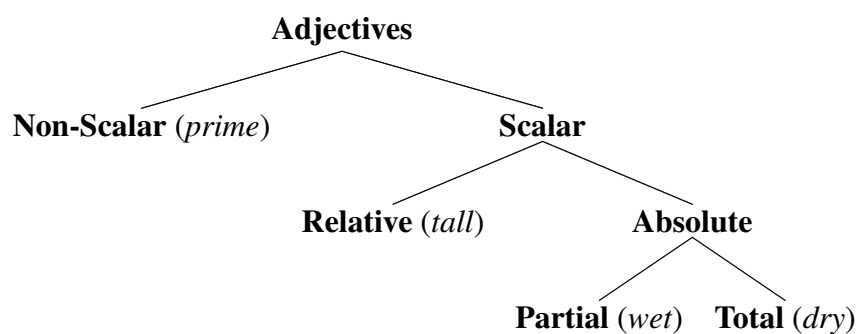 Adjectives
Non-Scalar (prime) Scalar
Relative (tall) Absolute
Partial (wet) Total (dry)